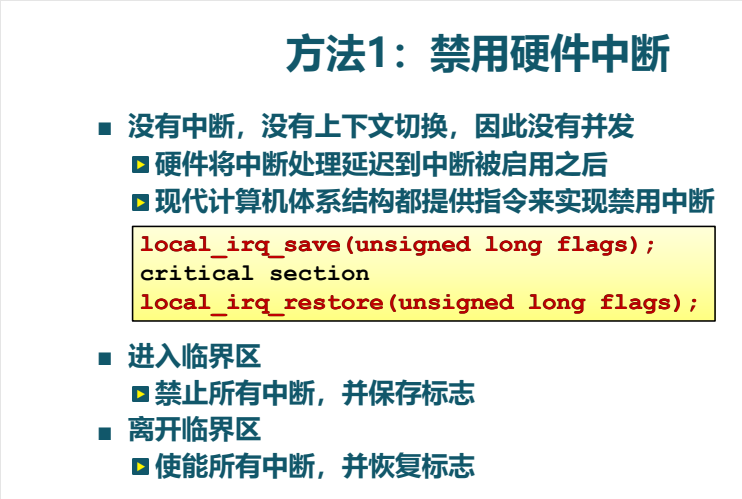 方法1：禁用硬件中断
没有中断，没有上下文切换，因此没有并发
硬件将中断处理延迟到中断被启用之后
现代计算机体系结构都提供指令来实现禁用中断
local_irq_save(unsigned long flags);
critical section
local_irq_restore(unsigned long flags);
进入临界区
禁止所有中断，并保存标志
离开临界区
使能所有中断，并恢复标志